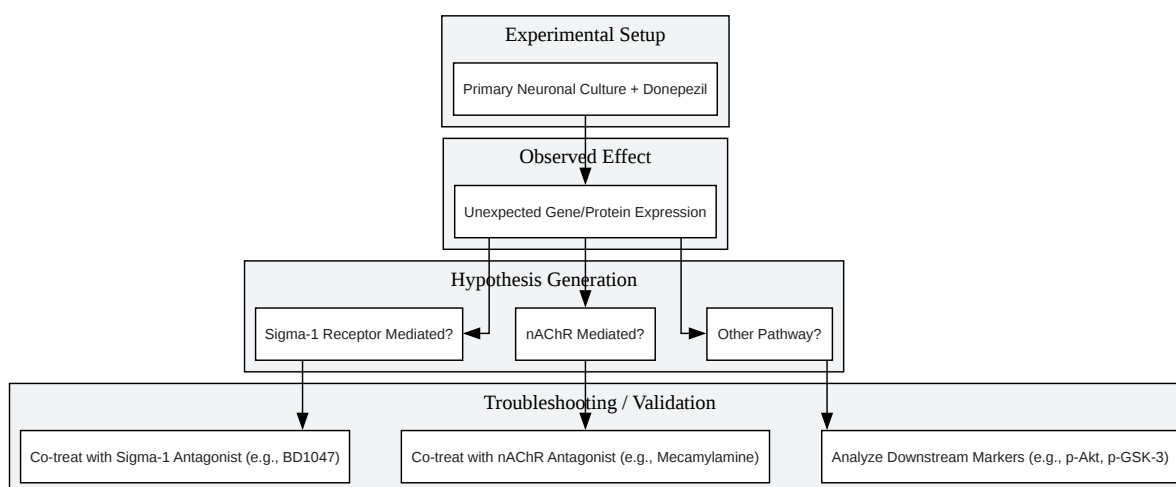 Experimental Setup
Primary Neuronal Culture + Donepezil
Observed Effect
Unexpected Gene/Protein Expression
Hypothesis Generation
Sigma-1 Receptor Mediated?
nAChR Mediated?
Other Pathway?
Troubleshooting / Validation
Co-treat with Sigma-1 Antagonist (e.g., BD1047)
Co-treat with nAChR Antagonist (e.g., Mecamylamine)
Analyze Downstream Markers (e.g., p-Akt, p-GSK-3)